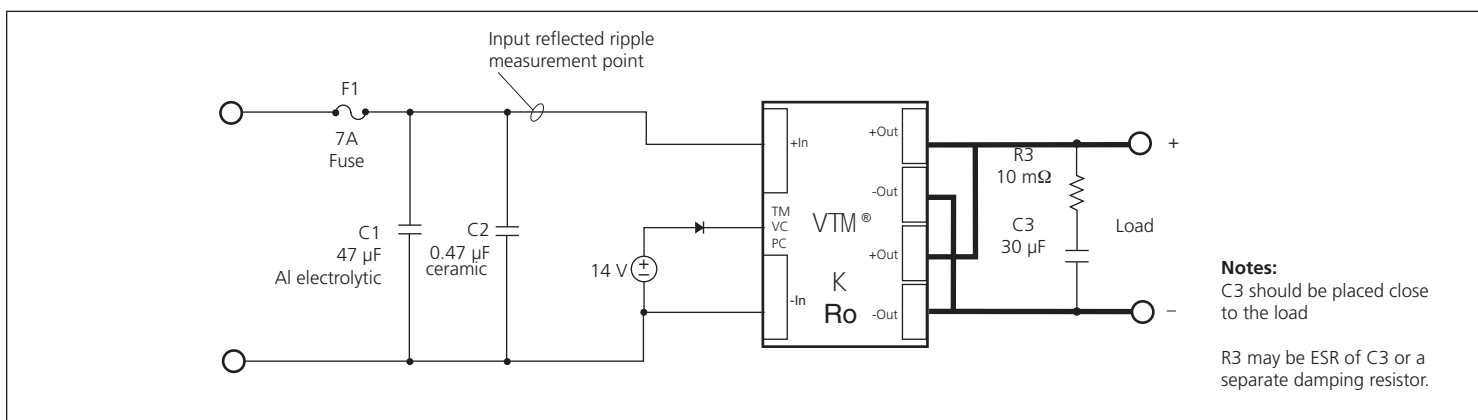 Input reflected ripple
measurement point
F1
7A
Fuse
C1
47 µF
Al electrolytic
C2
0.47 µF
ceramic
14 V
+In
TM
VC
PC
-In
VTM®
K
Ro
+Out
-Out
+Out
-Out
R3
10 mΩ
C3
30 µF
+
Load
–
Notes:
C3 should be placed close
to the load
R3 may be ESR of C3 or a
separate damping resistor.